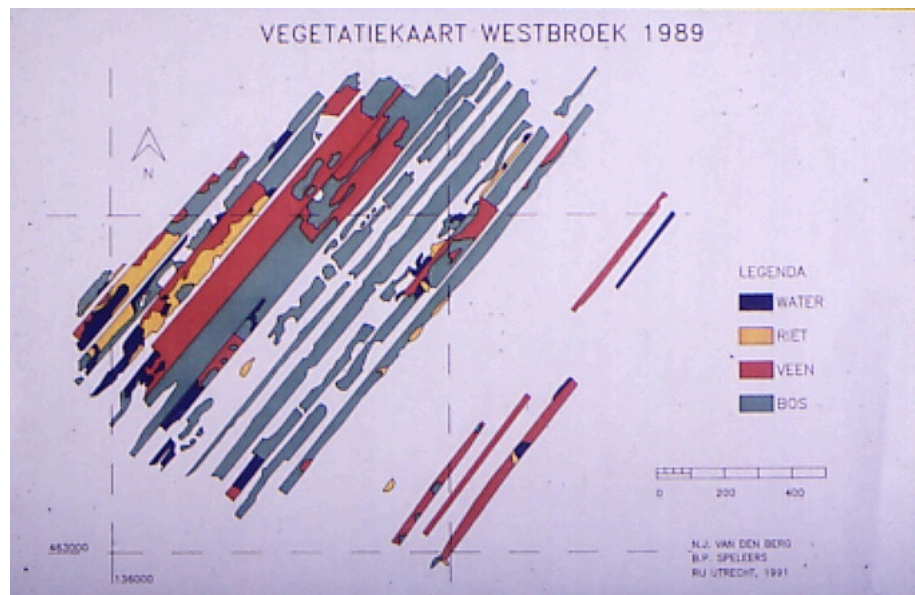 VEGETATIEKAART WESTBROEK 1989
N
LEGENDA
WATER
RIET
VEEN
BOS
0 200 400
463000
136000
N.J. VAN DEN BERG
B.P. SPELEERS
RIJ UTRECHT, 1991